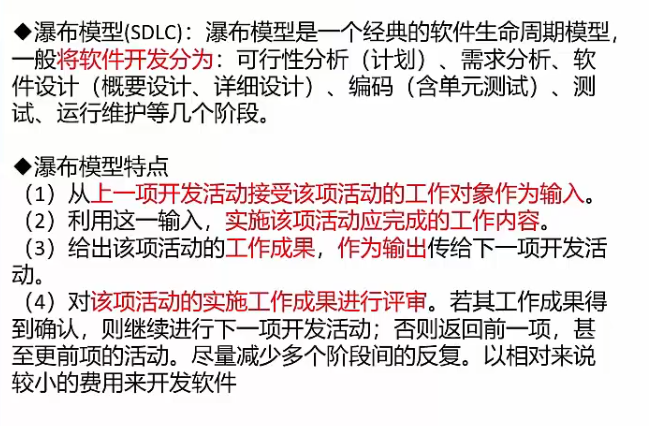 ◆瀑布模型(SDLC)：瀑布模型是一个经典的软件生命周期模型，
一般将软件开发分为：可行性分析（计划）、需求分析、软
件设计（概要设计、详细设计）、编码（含单元测试）、测
试、运行维护等几个阶段。
◆瀑布模型特点
（1）从上一项开发活动接受该项活动的工作对象作为输入。
（2）利用这一输入，实施该项活动应完成的工作内容。
（3）给出该项活动的工作成果，作为输出传给下一项开发活
动。
（4）对该项活动的实施工作成果进行评审。若其工作成果得
到确认，则继续进行下一项开发活动；否则返回前一项，甚
至更前项的活动。尽量减少多个阶段间的反复。以相对来说
较小的费用来开发软件